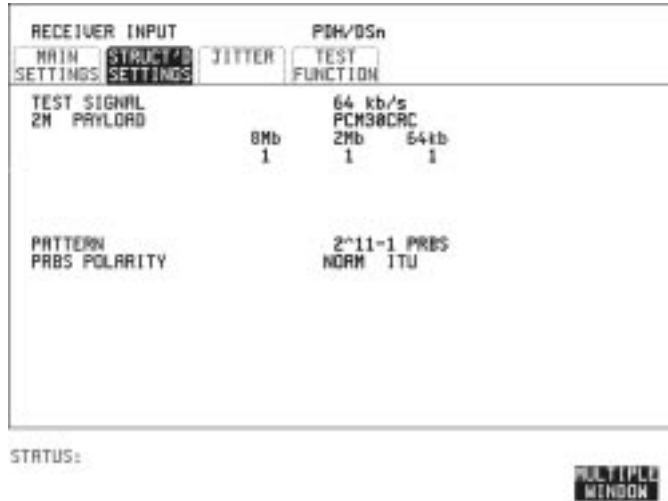 RECEIVER INPUT PDH/DSn
MAIN SETTINGS STRUCT'D SETTINGS JITTER TEST FUNCTION
TEST SIGNAL 64 kb/s
2M PAYLOAD PCM30CRC
8Mb 2Mb 64kb
1 1 1
PATTERN 2^11-1 PRBS
PRBS POLARITY NORM ITU
STATUS:
MULTIPLE
WINDOW